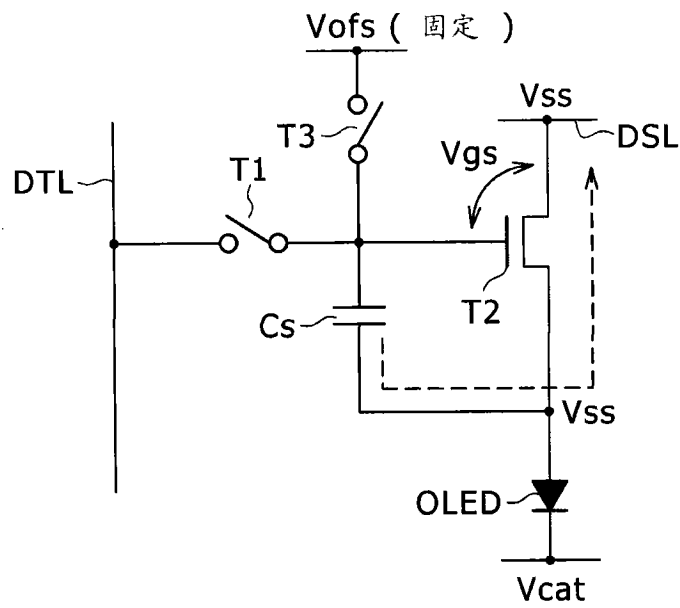 Vofs ( 固定 )
Vss
DSL
T3
Vgs
DTL
T1
T2
Cs
Vss
OLED
Vcat